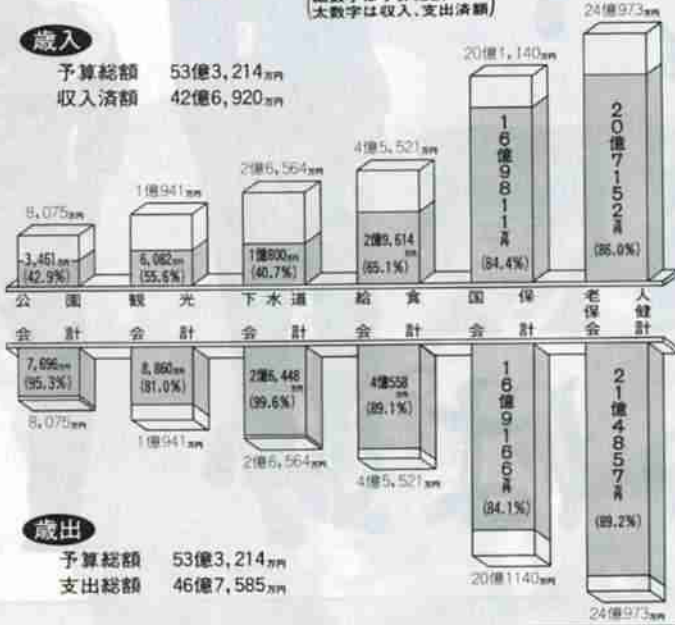 太数字は収入、支出済額
歳入
予算総額 53億3,214万円
収入済額 42億6,920万円
8,075万円
1億941万円
2億6,564万円
4億5,521万円
20億1,140万円
24億973万円
3,461万円
(42.9%)
6,082万円
(55.6%)
1億800万円
(40.7%)
2億9,614万円
(65.1%)
16億9811万円
(84.4%)
20億7152万円
(86.0%)
公園会計
観光会計
下水道会計
給食会計
国保会計
老人保健会計
7,696万円
(95.3%)
8,860万円
(81.0%)
2億6,448万円
(99.6%)
4億558万円
(89.1%)
16億9166万円
(84.1%)
21億4857万円
(89.2%)
8,075万円
1億941万円
2億6,564万円
4億5,521万円
20億1140万円
24億973万円
歳出
予算総額 53億3,214万円
支出総額 46億7,585万円